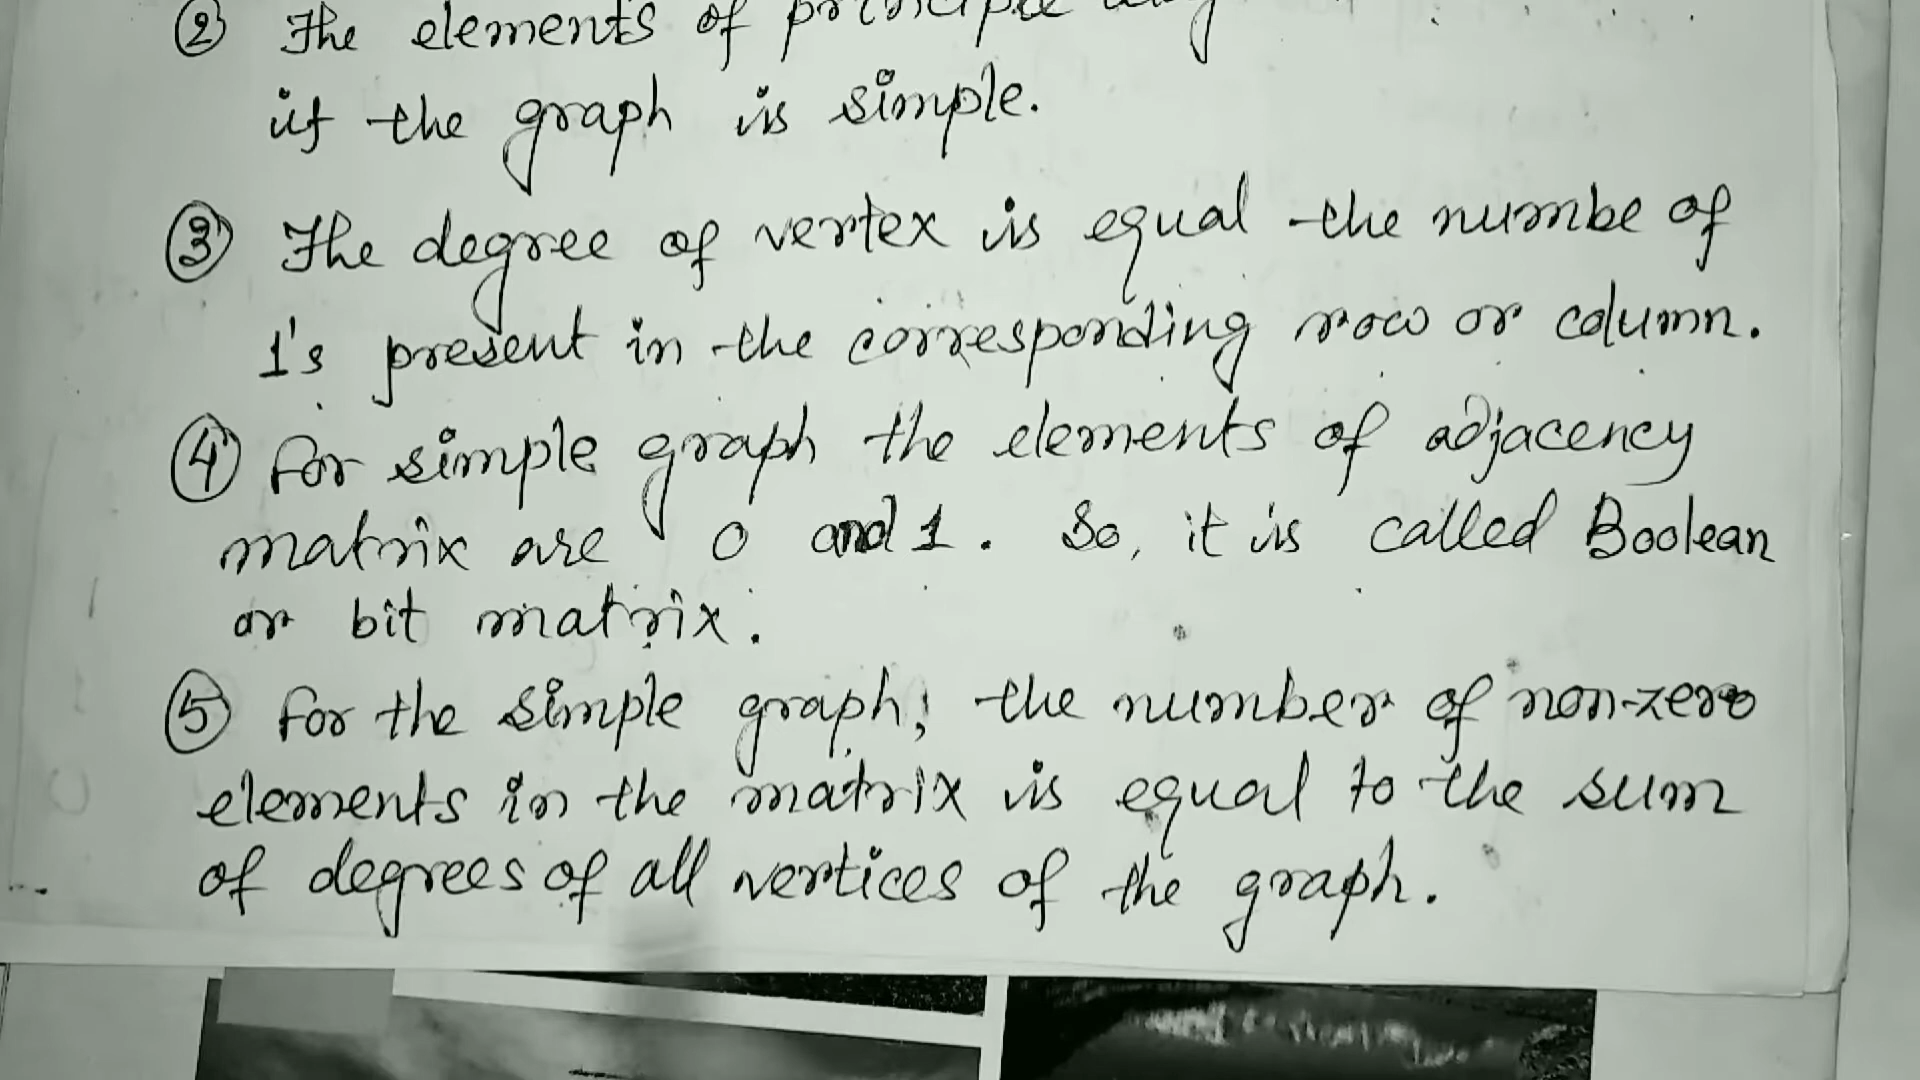 ② The elements of principle
if the graph is simple.
③ The degree of vertex is equal the numbe of
1's present in the corresponding row or column.
④ For simple graph the elements of adjacency
matrix are 0 and 1. So, it is called Boolean
or bit matrix.
⑤ For the simple graph, the number of non-zero
elements in the matrix is equal to the sum
of degrees of all vertices of the graph.